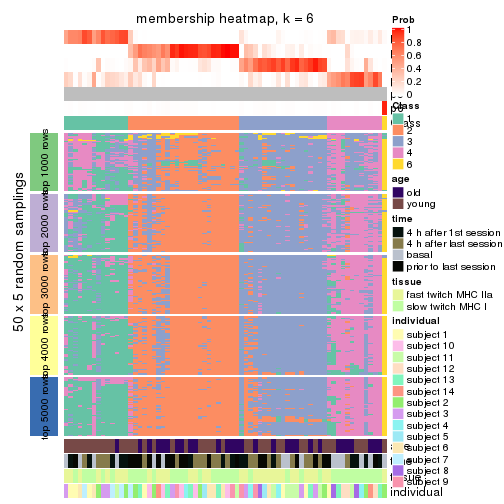 membership heatmap, k = 6
Prob
1
0.8
0.6
0.4
0.2
0
Class
1
2
3
4
6
age
old
young
time
4 h after 1st session
4 h after last session
basal
prior to last session
tissue
fast twitch MHC IIa
slow twitch MHC I
individual
subject 1
subject 10
subject 11
subject 12
subject 13
subject 14
subject 2
subject 3
subject 4
subject 5
subject 6
subject 7
subject 8
subject 9
50 x 5 random samplings
top 1000 rows
top 2000 rows
top 3000 rows
top 4000 rows
top 5000 rows
individual